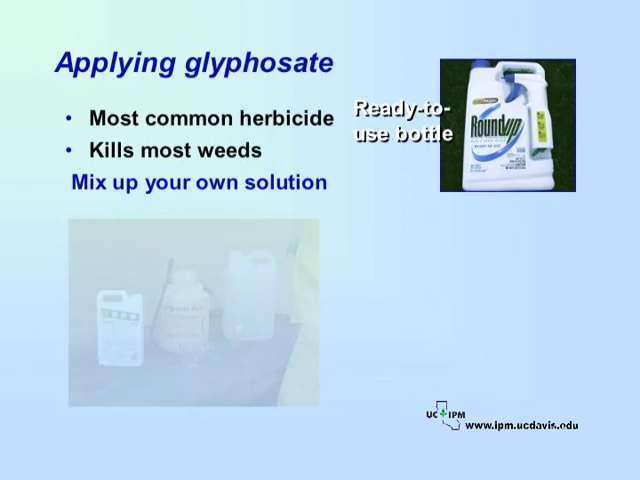 Applying glyphosate
• Most common herbicide
• Kills most weeds
Mix up your own solution
Ready-to-
use bottle
Roundup
UC IPM
www.ipm.ucdavis.edu